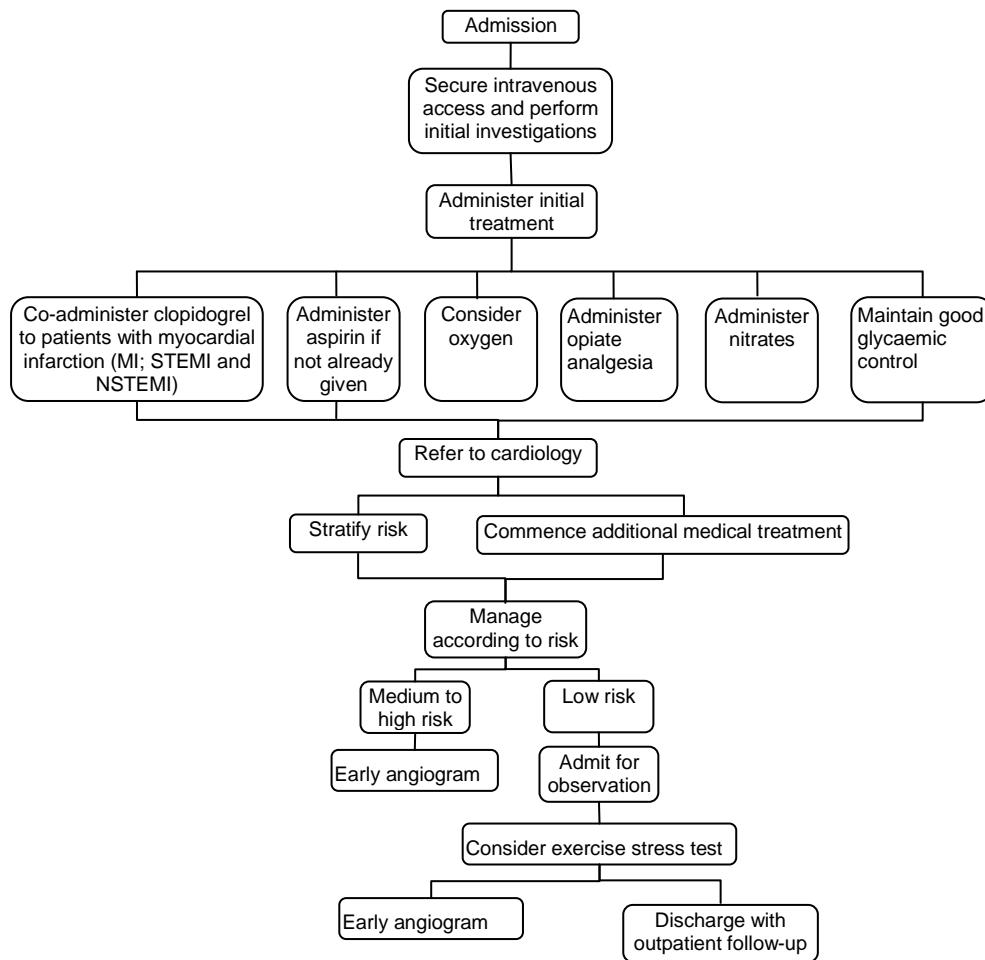 Admission
Secure intravenous
access and perform
initial investigations
Administer initial
treatment
Co-administer clopidogrel
to patients with myocardial
infarction (MI; STEMI and
NSTEMI)
Administer
aspirin if
not already
given
Consider
oxygen
Administer
opiate
analgesia
Administer
nitrates
Maintain good
glycaemic
control
Refer to cardiology
Stratify risk
Commence additional medical treatment
Manage
according to risk
Medium to
high risk
Low risk
Early angiogram
Admit for
observation
Consider exercise stress test
Early angiogram
Discharge with
outpatient follow-up